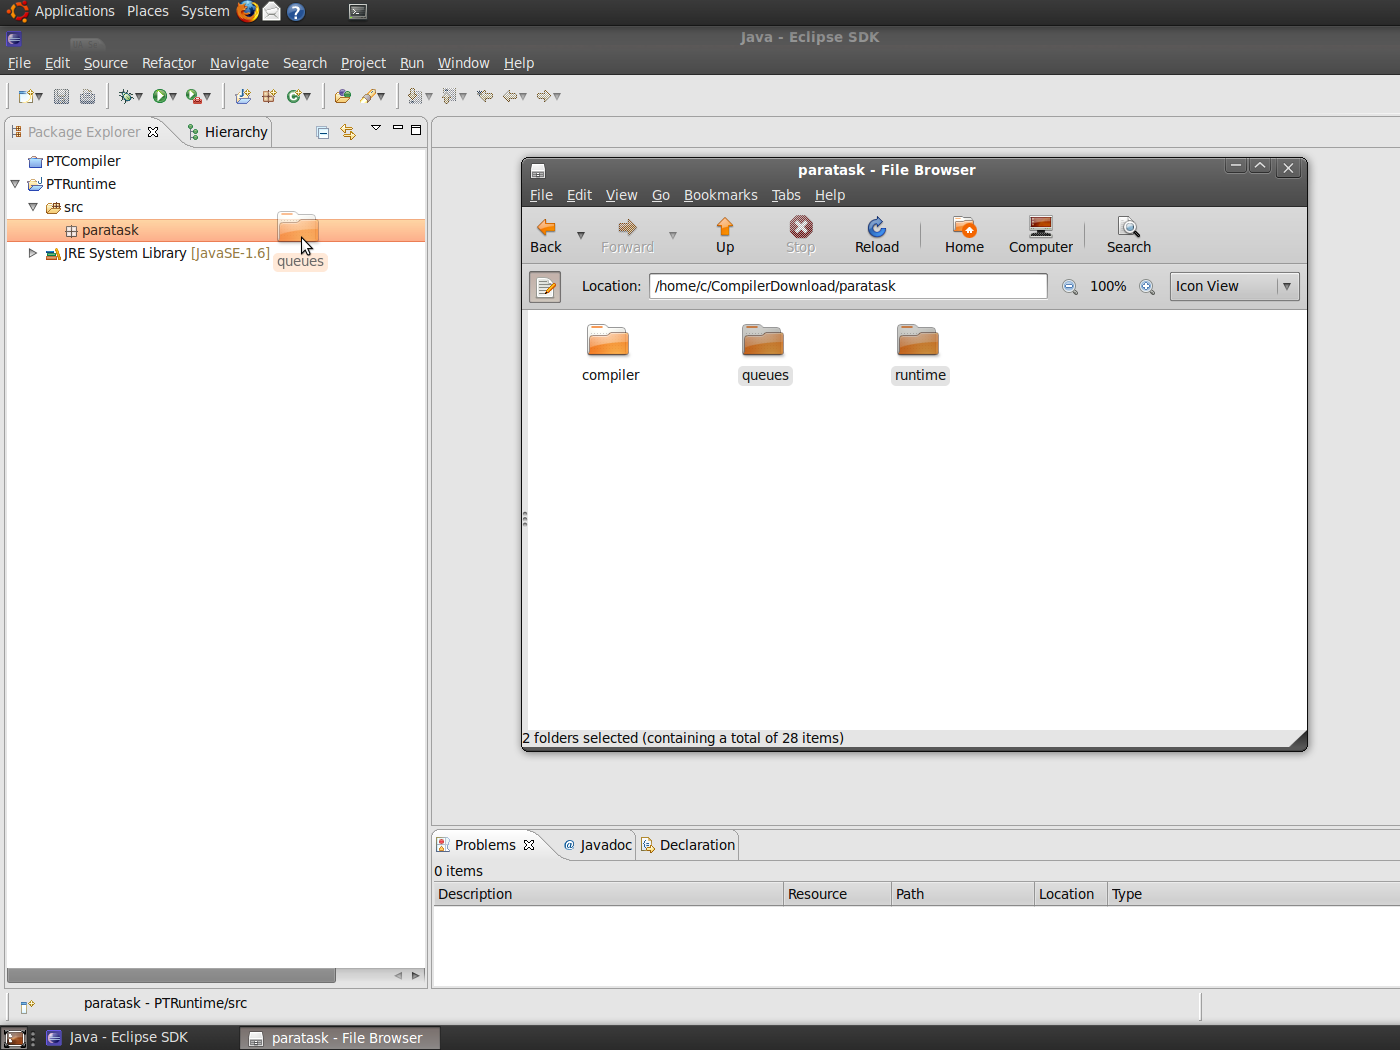 Applications Places System
Java - Eclipse SDK
File Edit Source Refactor Navigate Search Project Run Window Help
Package Explorer Hierarchy
PTCompiler
PTRuntime
src
paratask
JRE System Library [JavaSE-1.6]
queues
paratask - File Browser
File Edit View Go Bookmarks Tabs Help
Back Forward Up Stop Reload Home Computer Search
Location: /home/c/CompilerDownload/paratask 100% Icon View
compiler queues runtime
2 folders selected (containing a total of 28 items)
Problems @ Javadoc Declaration
0 items
Description Resource Path Location Type
paratask - PTRuntime/src
Java - Eclipse SDK paratask - File Browser